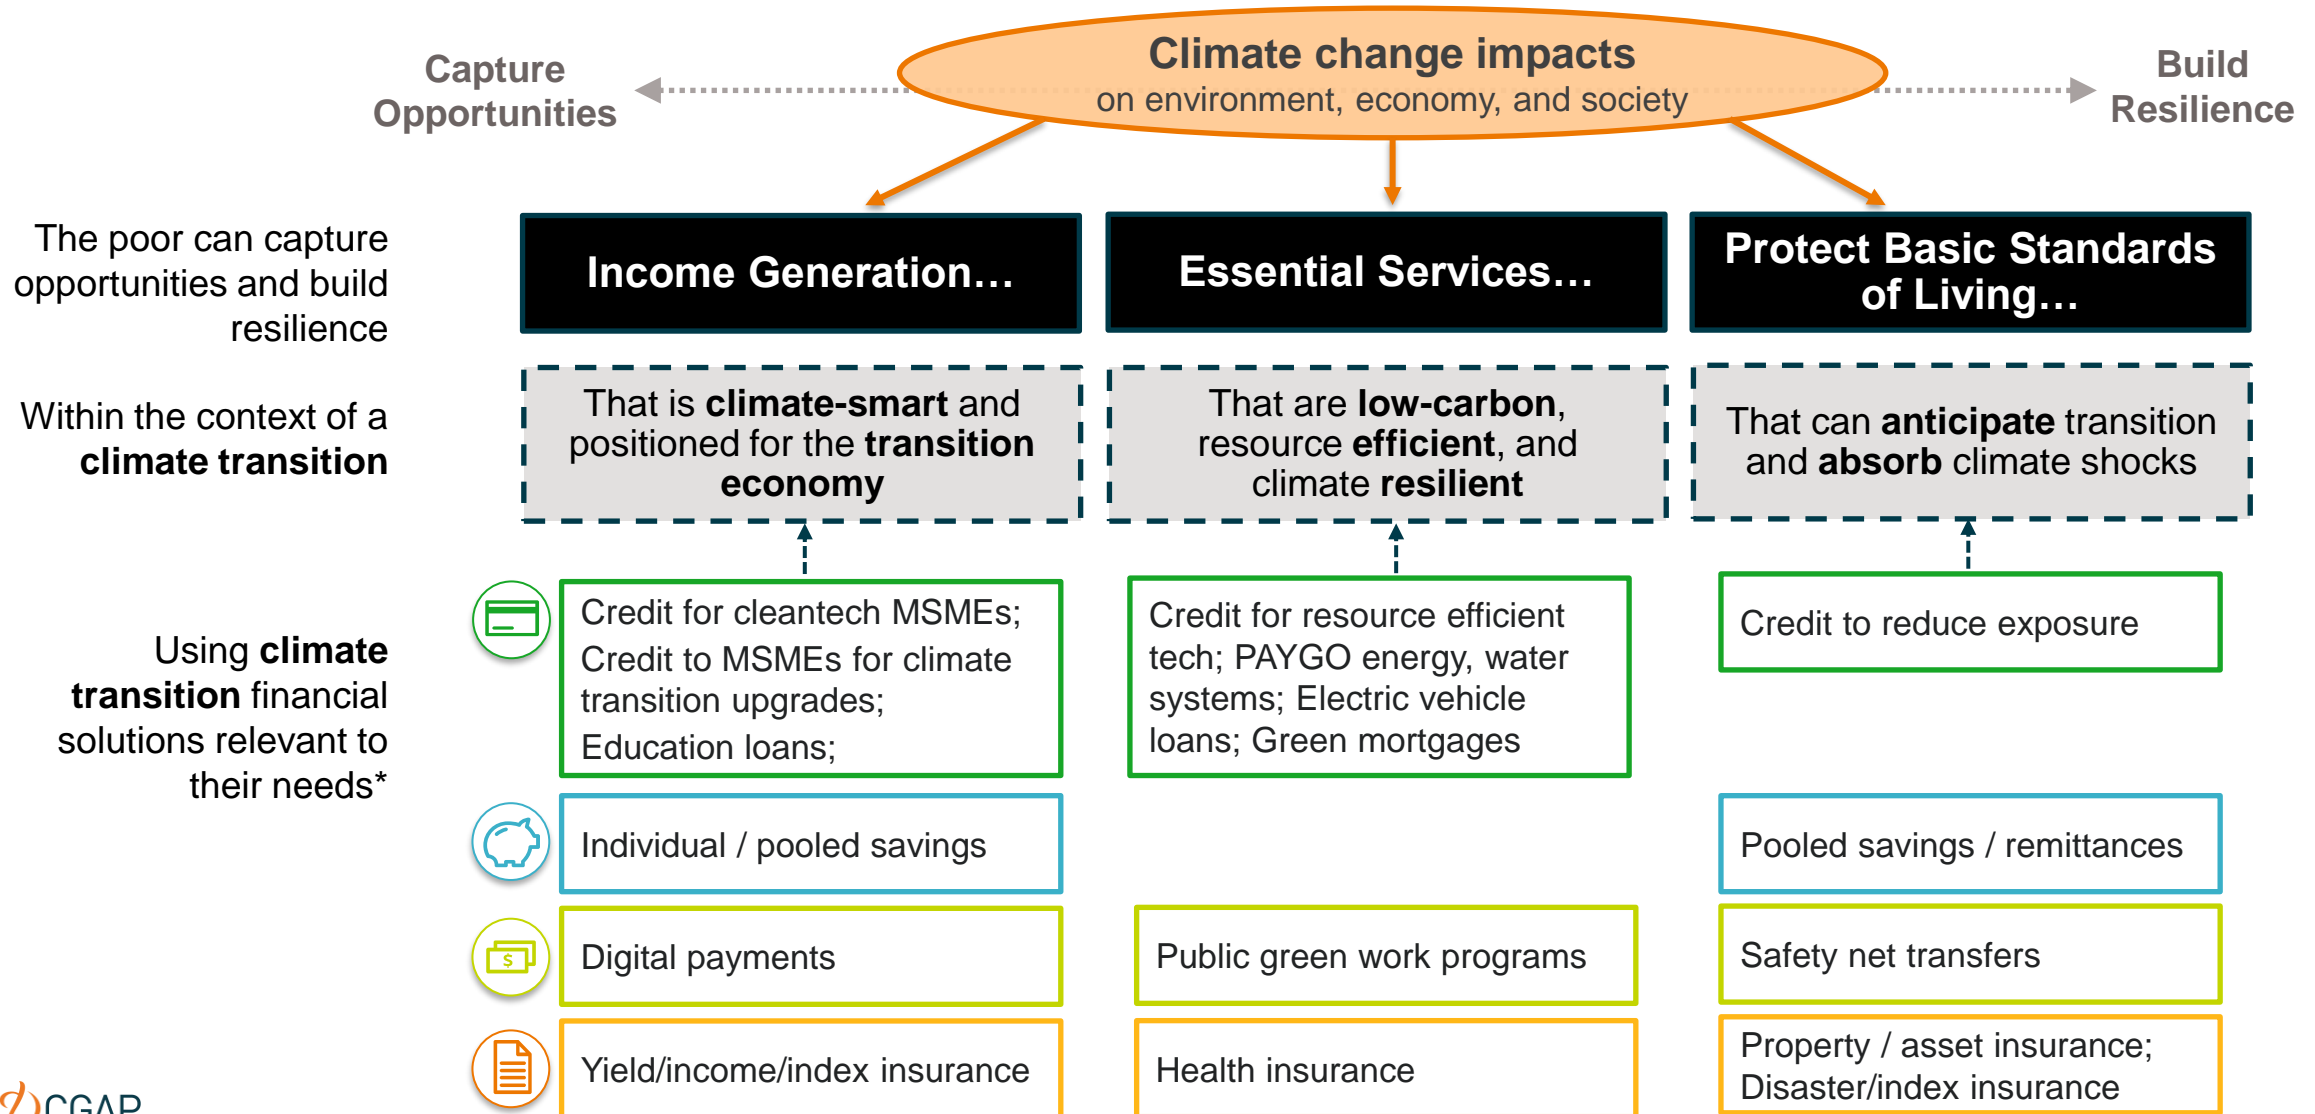 Climate change impacts
on environment, economy, and society
Capture
Opportunities
Build
Resilience
The poor can capture
opportunities and build
resilience
Income Generation…
Essential Services…
Protect Basic Standards
of Living…
Within the context of a
climate transition
That is climate-smart and
positioned for the transition
economy
That are low-carbon,
resource efficient, and
climate resilient
That can anticipate transition
and absorb climate shocks
Using climate
transition financial
solutions relevant to
their needs*
Credit for cleantech MSMEs;
Credit to MSMEs for climate
transition upgrades;
Education loans;
Credit for resource efficient
tech; PAYGO energy, water
systems; Electric vehicle
loans; Green mortgages
Credit to reduce exposure
Individual / pooled savings
Pooled savings / remittances
$
Digital payments
Public green work programs
Safety net transfers
Yield/income/index insurance
Health insurance
Property / asset insurance;
Disaster/index insurance
CGAP